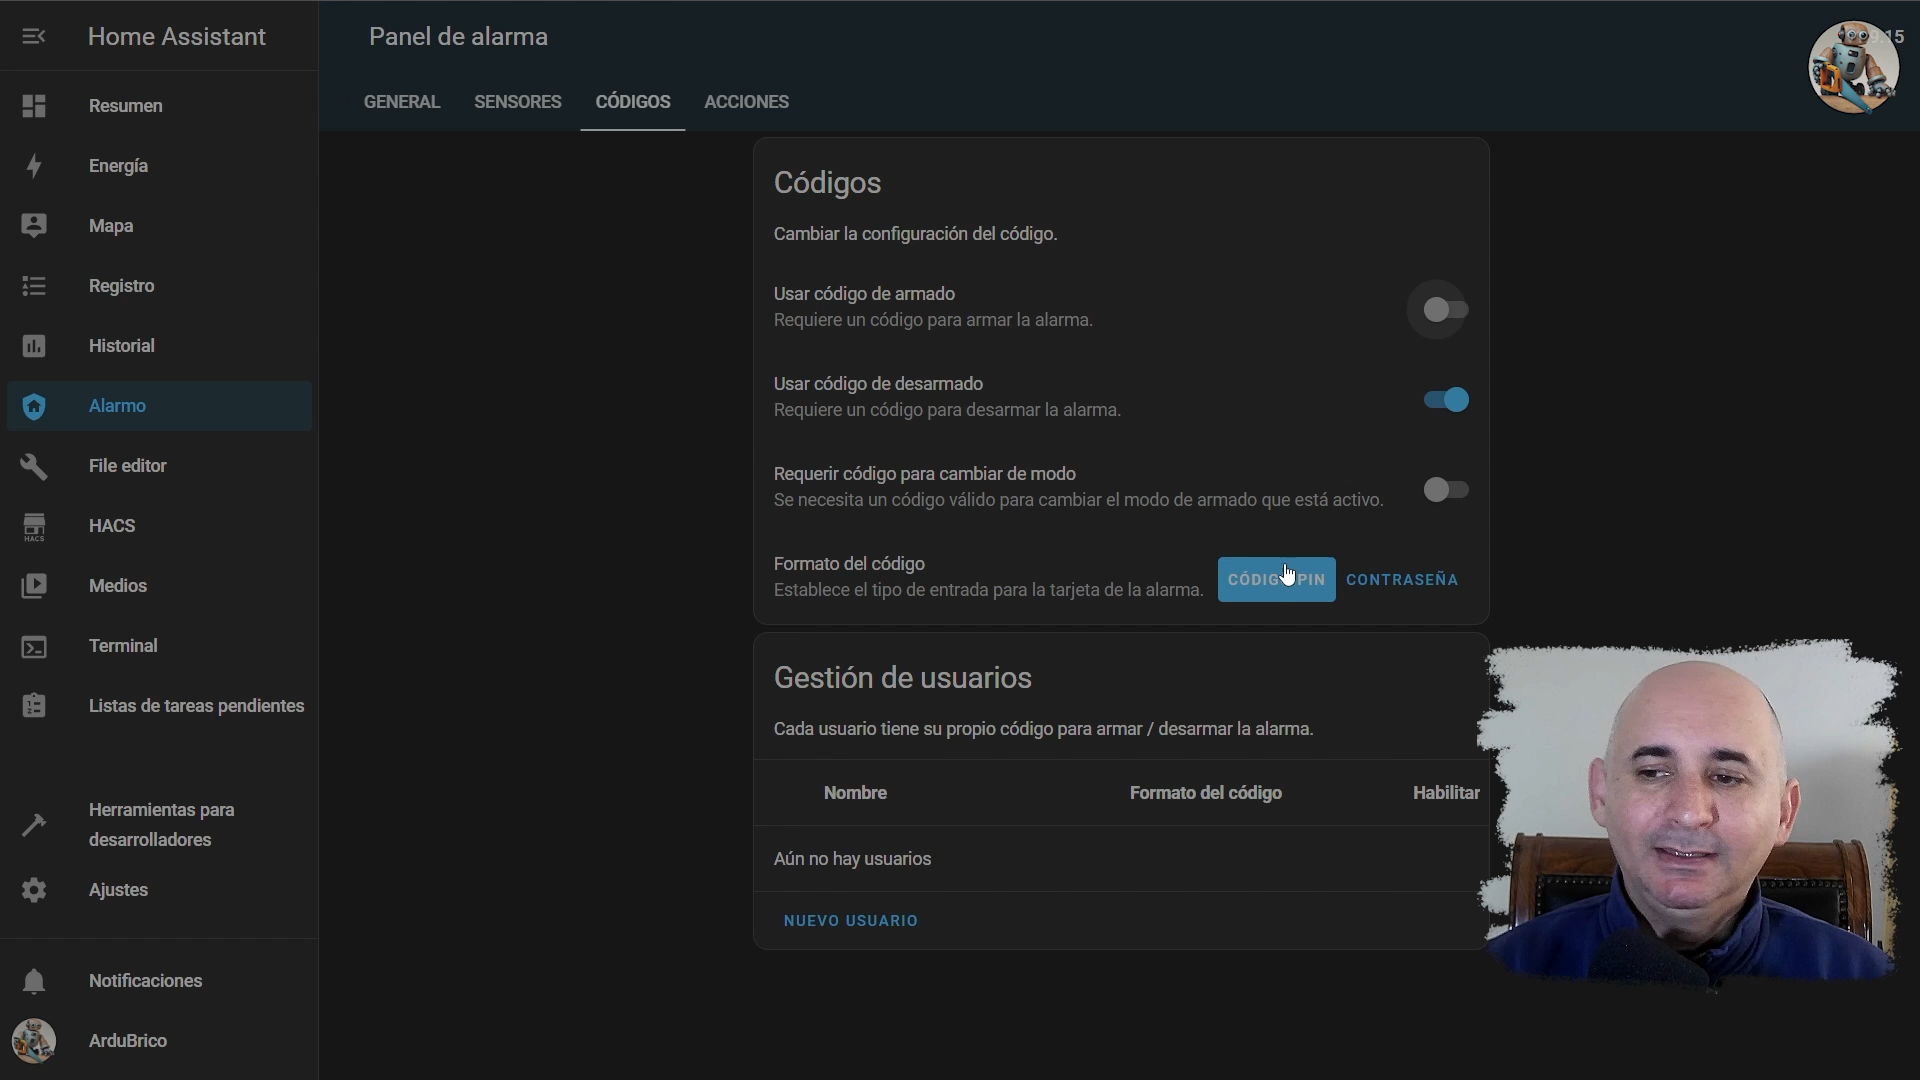 Home Assistant
Panel de alarma
GENERAL
SENSORES
CÓDIGOS
ACCIONES
Resumen
Energía
Mapa
Registro
Historial
Alarmo
File editor
HACS
HACS
Medios
Terminal
Listas de tareas pendientes
Herramientas para
desarrolladores
Ajustes
Notificaciones
ArduBrico
Códigos
Cambiar la configuración del código.
Usar código de armado
Requiere un código para armar la alarma.
Usar código de desarmado
Requiere un código para desarmar la alarma.
Requerir código para cambiar de modo
Se necesita un código válido para cambiar el modo de armado que está activo.
Formato del código
Establece el tipo de entrada para la tarjeta de la alarma.
PIN
CONTRASEÑA
Gestión de usuarios
Cada usuario tiene su propio código para armar / desarmar la alarma.
Nombre
Formato del código
Habilitar
Aún no hay usuarios
NUEVO USUARIO